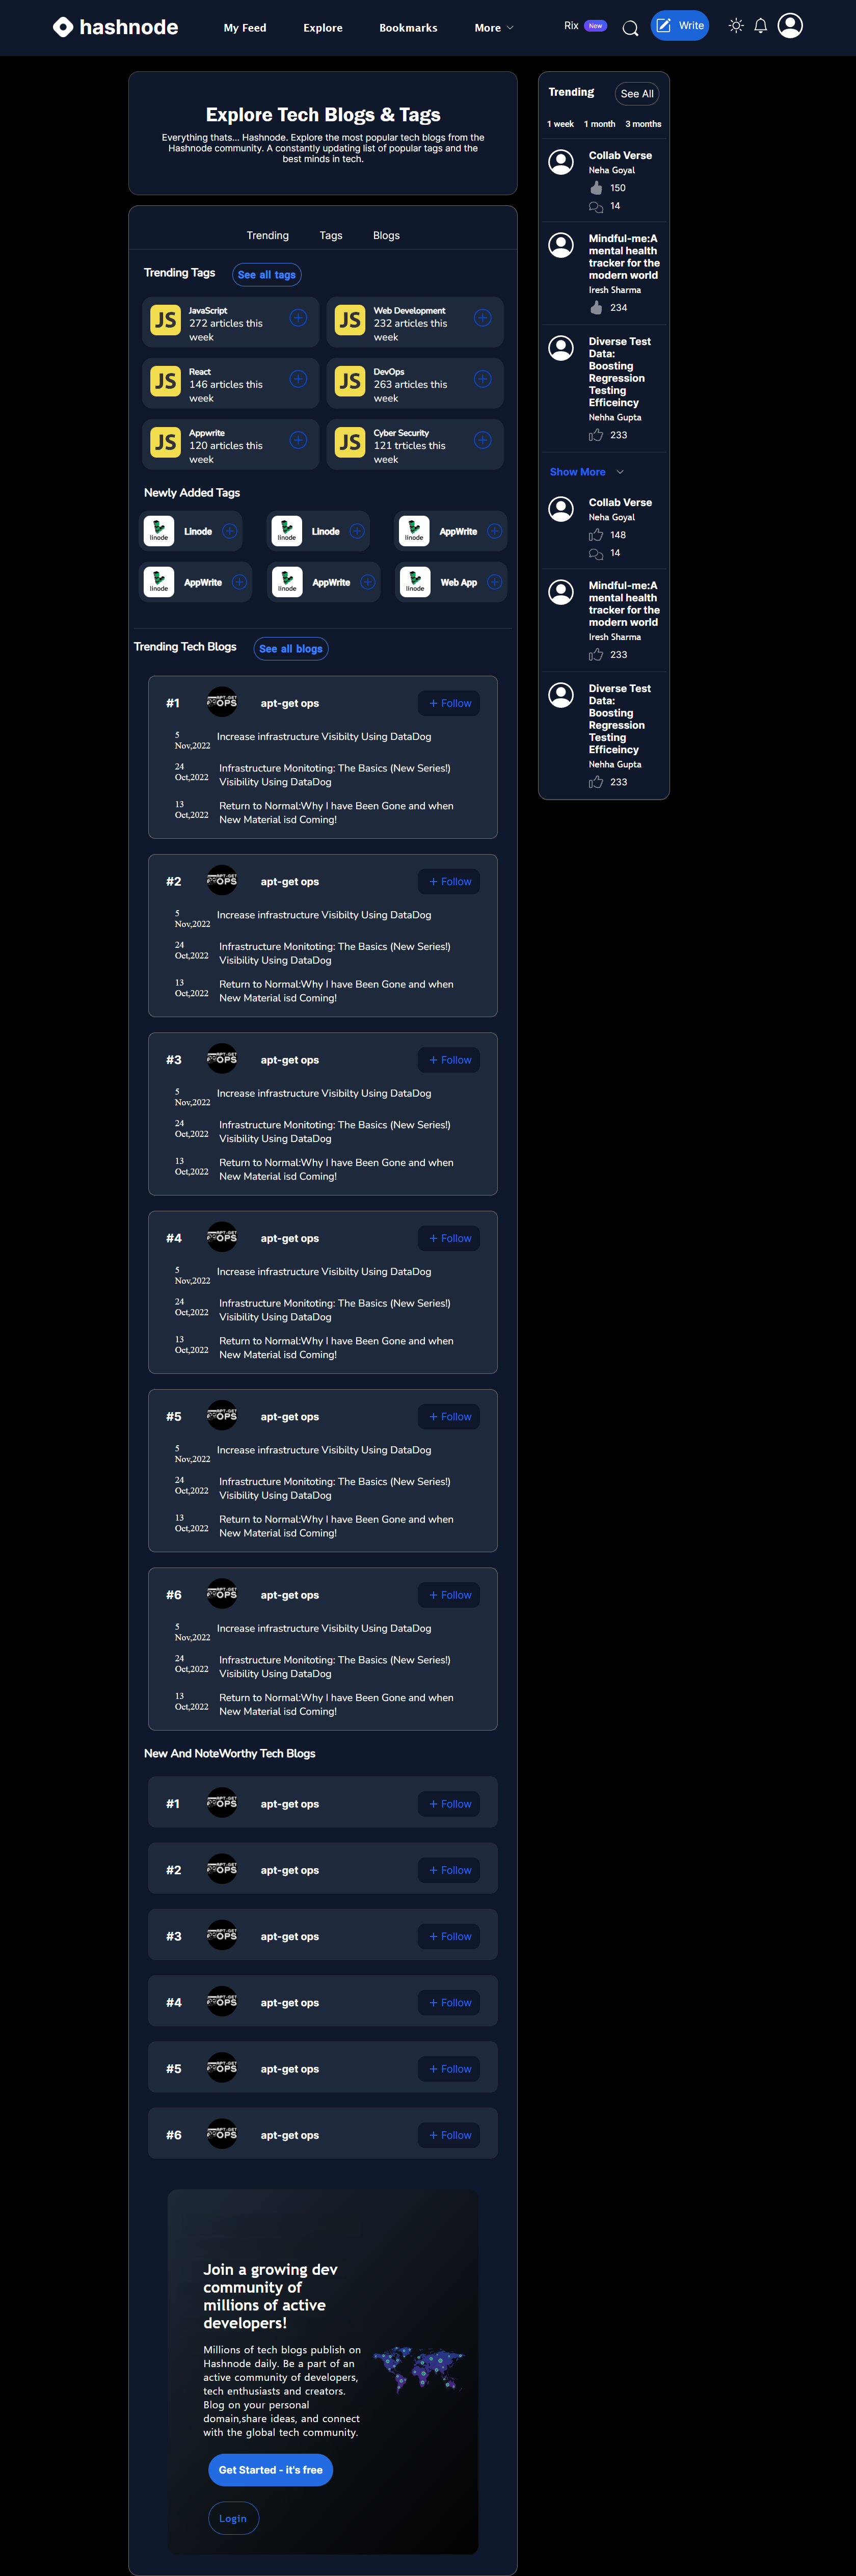 hashnode
My Feed
Explore
Bookmarks
More
Rix
New
Write
Explore Tech Blogs & Tags
Everything thats... Hashnode. Explore the most popular tech blogs from the
Hashnode community. A constantly updating list of popular tags and the
best minds in tech.
Trending
Tags
Blogs
Trending Tags
See all tags
JS
JavaScript
272 articles this
week
JS
Web Development
232 articles this
week
JS
React
146 articles this
week
JS
DevOps
263 articles this
week
JS
Appwrite
120 articles this
week
JS
Cyber Security
121 trticles this
week
Newly Added Tags
linode
Linode
linode
Linode
linode
AppWrite
linode
AppWrite
linode
AppWrite
linode
Web App
Trending Tech Blogs
See all blogs
#1
APT-GET
OPS
apt-get ops
+ Follow
5
Nov,2022
Increase infrastructure Visibilty Using DataDog
24
Oct,2022
Infrastructure Monitoting: The Basics (New Series!)
Visibility Using DataDog
13
Oct,2022
Return to Normal:Why I have Been Gone and when
New Material isd Coming!
#2
APT-GET
OPS
apt-get ops
+ Follow
5
Nov,2022
Increase infrastructure Visibilty Using DataDog
24
Oct,2022
Infrastructure Monitoting: The Basics (New Series!)
Visibility Using DataDog
13
Oct,2022
Return to Normal:Why I have Been Gone and when
New Material isd Coming!
#3
APT-GET
OPS
apt-get ops
+ Follow
5
Nov,2022
Increase infrastructure Visibilty Using DataDog
24
Oct,2022
Infrastructure Monitoting: The Basics (New Series!)
Visibility Using DataDog
13
Oct,2022
Return to Normal:Why I have Been Gone and when
New Material isd Coming!
#4
APT-GET
OPS
apt-get ops
+ Follow
5
Nov,2022
Increase infrastructure Visibilty Using DataDog
24
Oct,2022
Infrastructure Monitoting: The Basics (New Series!)
Visibility Using DataDog
13
Oct,2022
Return to Normal:Why I have Been Gone and when
New Material isd Coming!
#5
APT-GET
OPS
apt-get ops
+ Follow
5
Nov,2022
Increase infrastructure Visibilty Using DataDog
24
Oct,2022
Infrastructure Monitoting: The Basics (New Series!)
Visibility Using DataDog
13
Oct,2022
Return to Normal:Why I have Been Gone and when
New Material isd Coming!
#6
APT-GET
OPS
apt-get ops
+ Follow
5
Nov,2022
Increase infrastructure Visibilty Using DataDog
24
Oct,2022
Infrastructure Monitoting: The Basics (New Series!)
Visibility Using DataDog
13
Oct,2022
Return to Normal:Why I have Been Gone and when
New Material isd Coming!
New And NoteWorthy Tech Blogs
#1
APT-GET
OPS
apt-get ops
+ Follow
#2
APT-GET
OPS
apt-get ops
+ Follow
#3
APT-GET
OPS
apt-get ops
+ Follow
#4
APT-GET
OPS
apt-get ops
+ Follow
#5
APT-GET
OPS
apt-get ops
+ Follow
#6
APT-GET
OPS
apt-get ops
+ Follow
Join a growing dev
community of
millions of active
developers!
Millions of tech blogs publish on
Hashnode daily. Be a part of an
active community of developers,
tech enthusiasts and creators.
Blog on your personal
domain,share ideas, and connect
with the global tech community.
Get Started - it's free
Login
Trending
See All
1 week
1 month
3 months
Collab Verse
Neha Goyal
150
14
Mindful-me:A
mental health
tracker for the
modern world
Iresh Sharma
234
Diverse Test
Data:
Boosting
Regression
Testing
Efficeincy
Nehha Gupta
233
Show More
Collab Verse
Neha Goyal
148
14
Mindful-me:A
mental health
tracker for the
modern world
Iresh Sharma
233
Diverse Test
Data:
Boosting
Regression
Testing
Efficeincy
Nehha Gupta
233